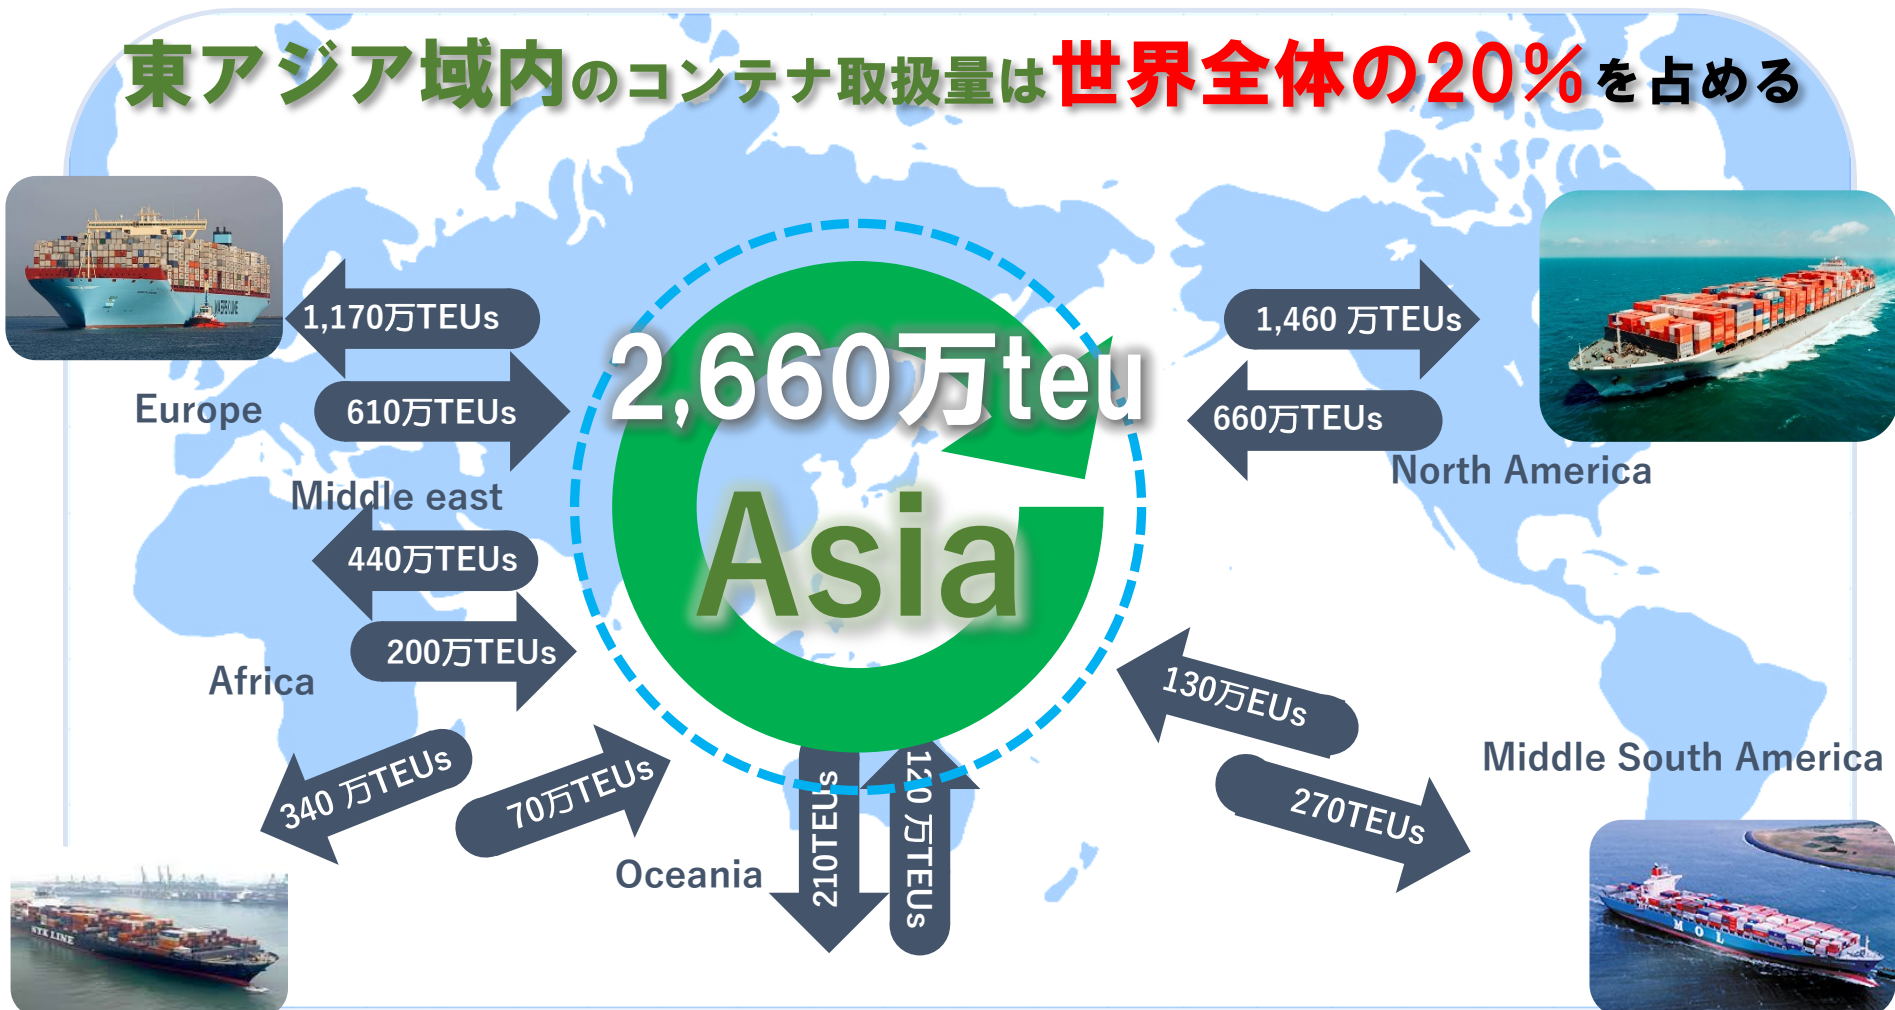 東アジア域内のコンテナ取扱量は世界全体の20%を占める
1,170万TEUs
1,460 万TEUs
2,660万teu
Europe
610万TEUs
660万TEUs
North America
Middle east
Asia
440万TEUs
200万TEUs
Africa
130万EUs
Middle South America
340 万TEUs
70万TEUs
270TEUs
Oceania
210TEUs
120 万TEUs
NYK LINE
MOL